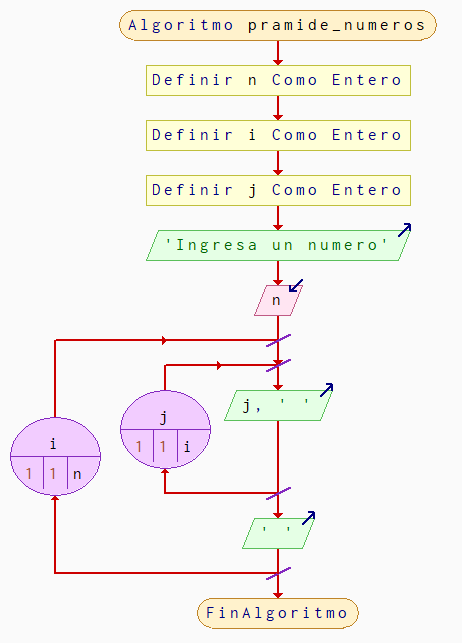 Algoritmo pramide_numeros
Definir n Como Entero
Definir i Como Entero
Definir j Como Entero
'Ingresa un numero'
n
j, ' '
j
1 1 i
i
1 1 n
' '
FinAlgoritmo